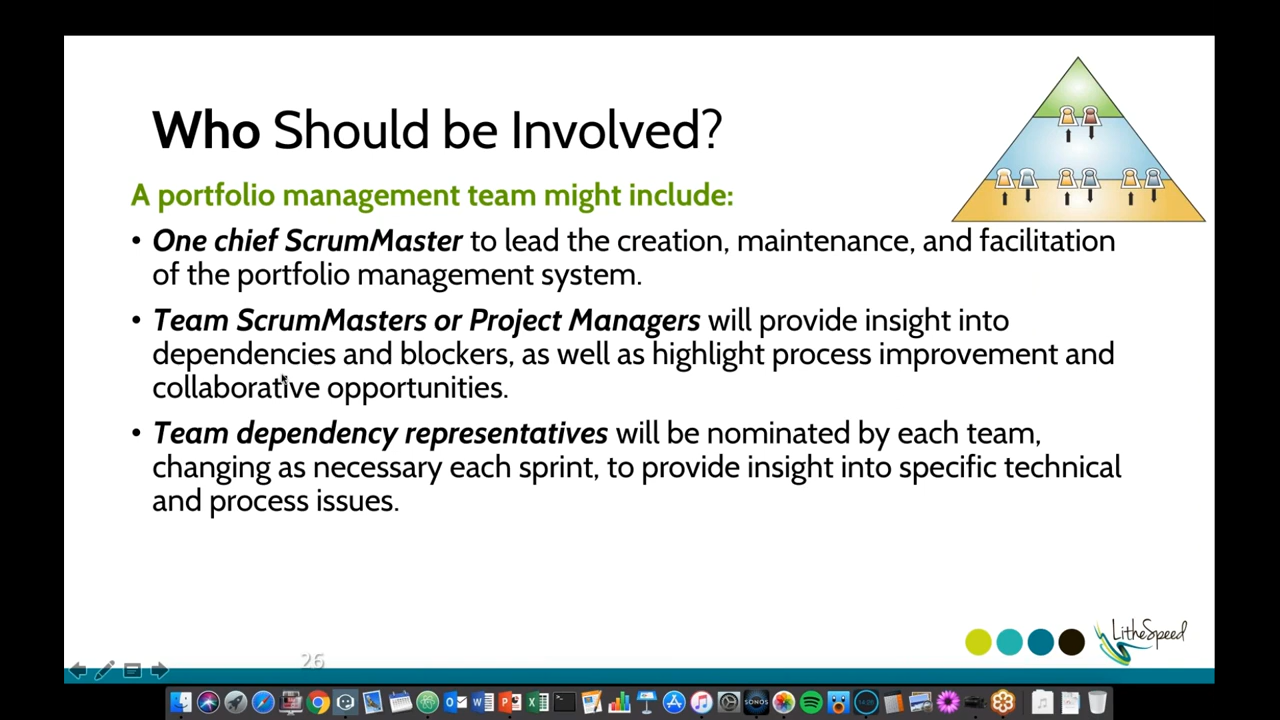 Who Should be Involved?
A portfolio management team might include:
• One chief ScrumMaster to lead the creation, maintenance, and facilitation
of the portfolio management system.
• Team ScrumMasters or Project Managers will provide insight into
dependencies and blockers, as well as highlight process improvement and
collaborative opportunities.
• Team dependency representatives will be nominated by each team,
changing as necessary each sprint, to provide insight into specific technical
and process issues.
LitheSpeed
26
SONOS